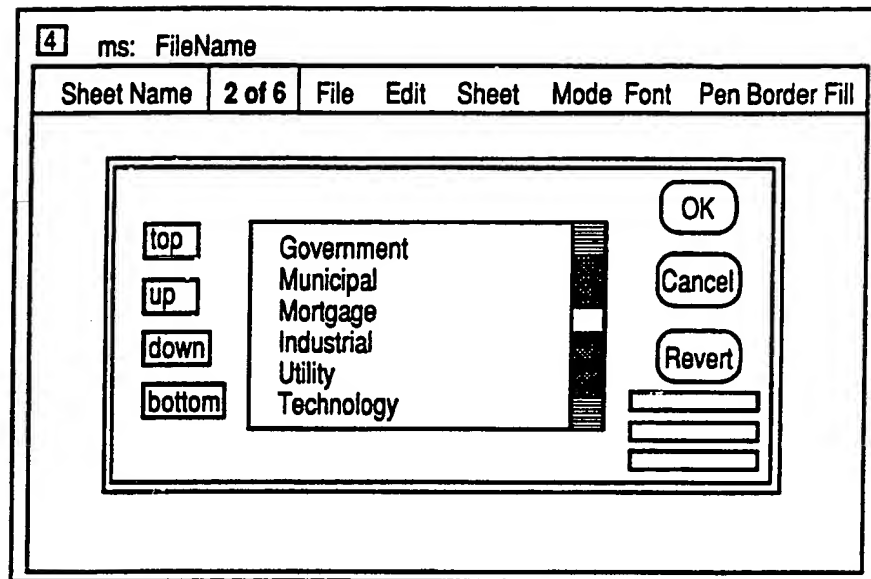 4 ms: FileName
Sheet Name 2 of 6 File Edit Sheet Mode Font Pen Border Fill
top
up
down
bottom
Government
Municipal
Mortgage
Industrial
Utility
Technology
OK
Cancel
Revert